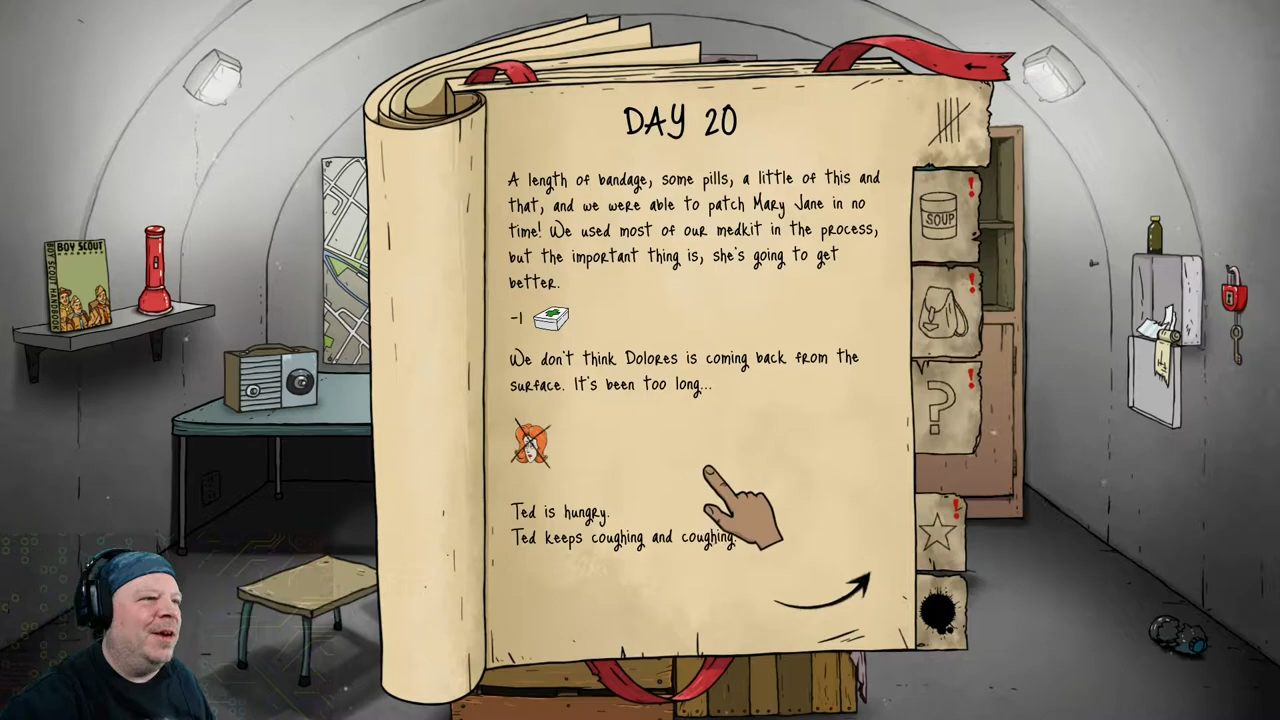 DAY 20
A length of bandage, some pills, a little of this and
that, and we were able to patch Mary Jane in no
time! We used most of our medkit in the process,
but the important thing is, she's going to get
better.
-1
We don't think Dolores is coming back from the
surface. It's been too long...
Ted is hungry.
Ted keeps coughing and coughing.
SOUP
BOY SCOUT
BOY SCOUT HANDBOOK